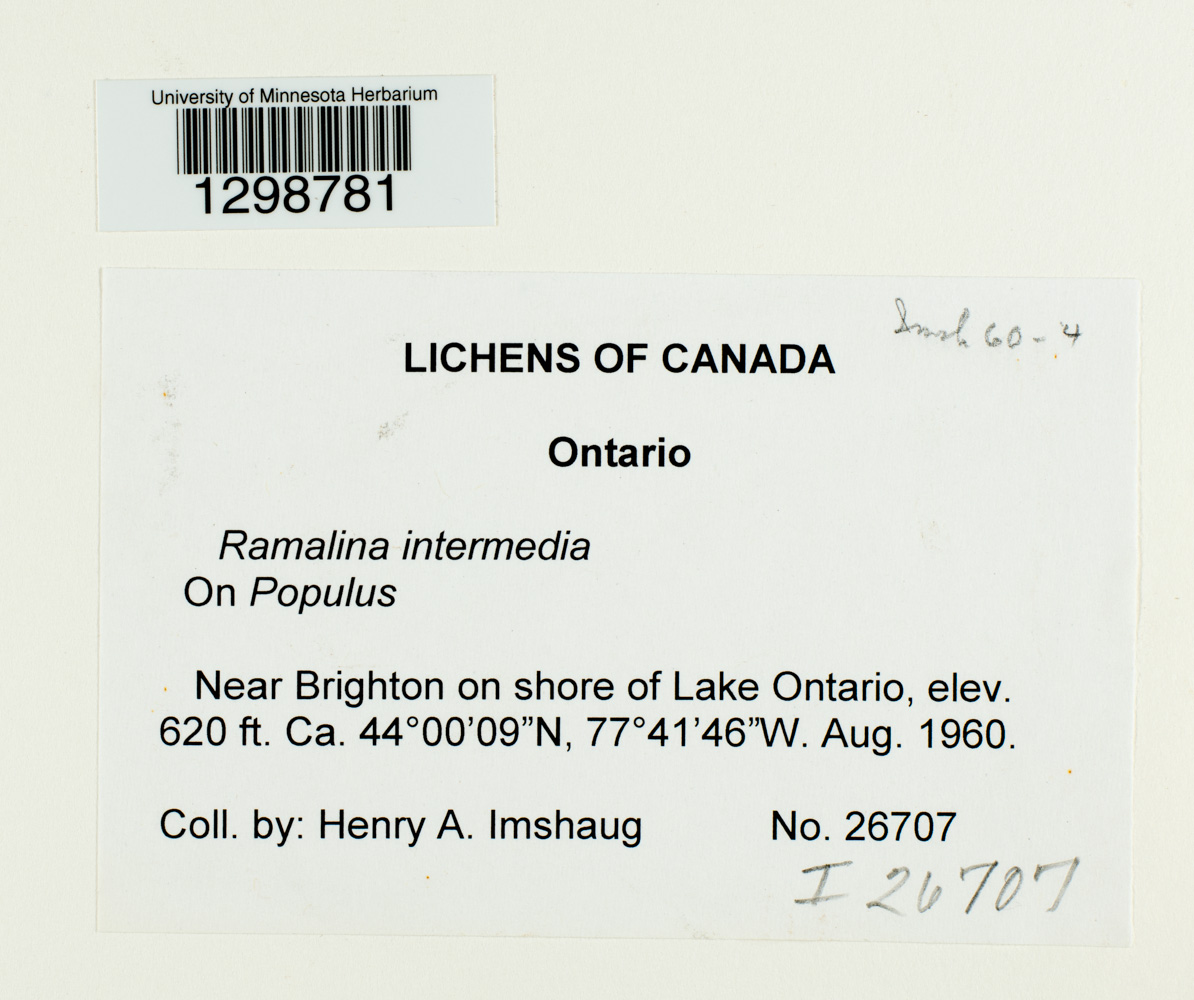 University of Minnesota Herbarium
1298781
Imsh 60-4
LICHENS OF CANADA
Ontario
Ramalina intermedia
On Populus
Near Brighton on shore of Lake Ontario, elev.
620 ft. Ca. 44°00'09”N, 77°41'46”W. Aug. 1960.
Coll. by: Henry A. Imshaug No. 26707
I 26707